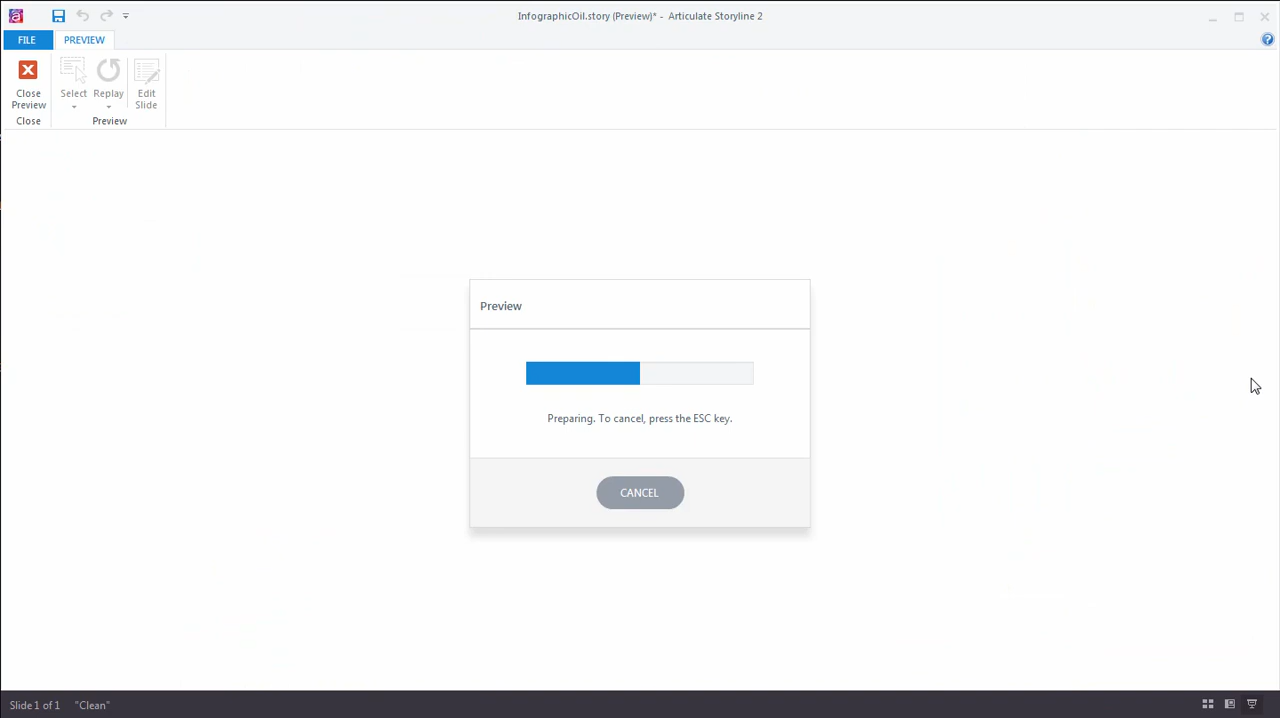 InfographicOil.story (Preview)* - Articulate Storyline 2
FILE
PREVIEW
Close
Preview
Select
Replay
Edit
Slide
Close
Preview
Preview
Preparing. To cancel, press the ESC key.
CANCEL
Slide 1 of 1
"Clean"